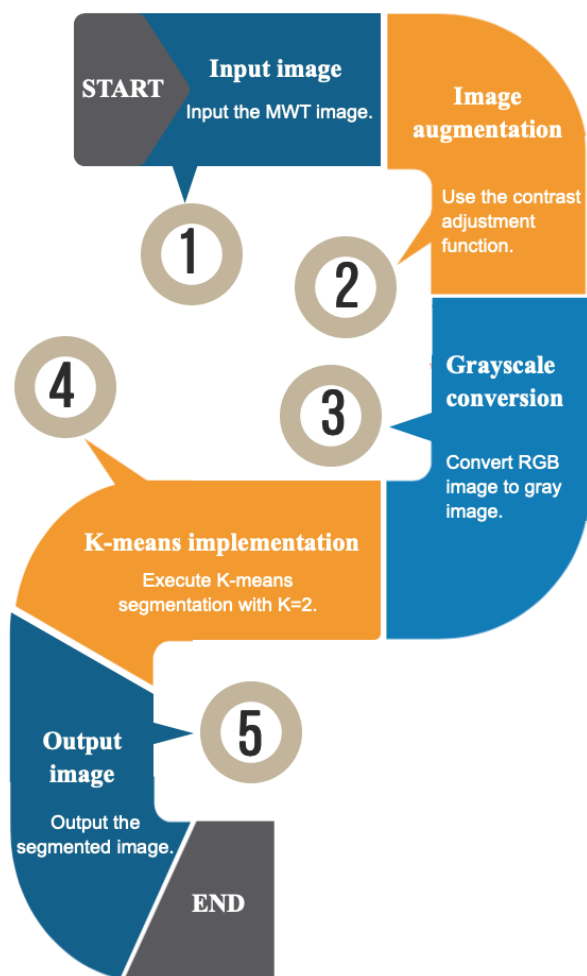 START
Input image
Input the MWT image.
1
Image
augmentation
Use the contrast
adjustment
function.
2
Grayscale
conversion
Convert RGB
image to gray
image.
3
4
K-means implementation
Execute K-means
segmentation with K=2.
5
Output
image
Output the
segmented image.
END